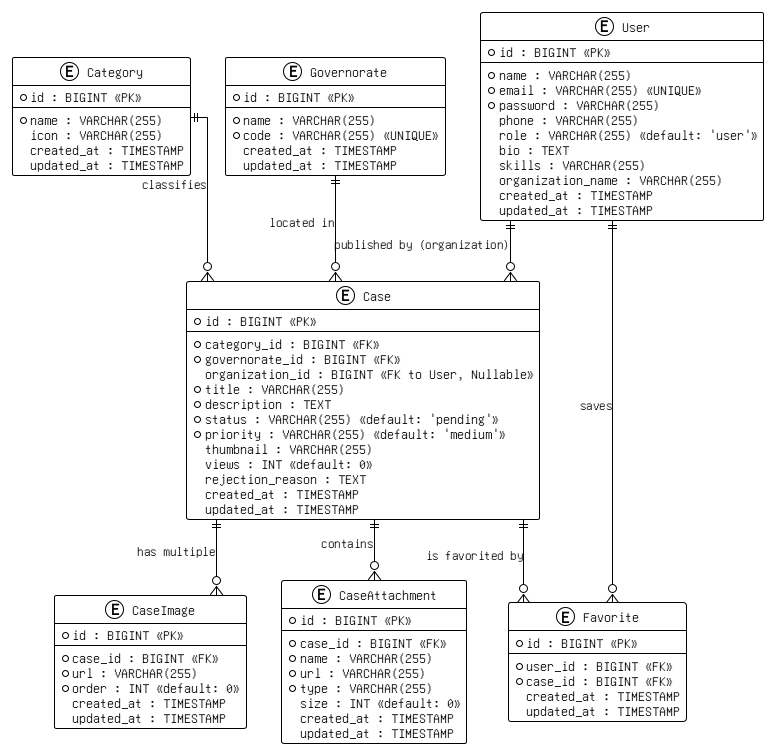 E User
id : BIGINT «PK»
name : VARCHAR(255)
email : VARCHAR(255) «UNIQUE»
password : VARCHAR(255)
phone : VARCHAR(255)
role : VARCHAR(255) «default: 'user'»
bio : TEXT
skills : VARCHAR(255)
organization_name : VARCHAR(255)
created_at : TIMESTAMP
updated_at : TIMESTAMP
E Category
id : BIGINT «PK»
name : VARCHAR(255)
icon : VARCHAR(255)
created_at : TIMESTAMP
updated_at : TIMESTAMP
E Governorate
id : BIGINT «PK»
name : VARCHAR(255)
code : VARCHAR(255) «UNIQUE»
created_at : TIMESTAMP
updated_at : TIMESTAMP
classifies
located in
published by (organization)
E Case
id : BIGINT «PK»
category_id : BIGINT «FK»
governorate_id : BIGINT «FK»
organization_id : BIGINT «FK to User, Nullable»
title : VARCHAR(255)
description : TEXT
status : VARCHAR(255) «default: 'pending'»
priority : VARCHAR(255) «default: 'medium'»
thumbnail : VARCHAR(255)
views : INT «default: 0»
rejection_reason : TEXT
created_at : TIMESTAMP
updated_at : TIMESTAMP
saves
has multiple
contains
is favorited by
E CaseImage
id : BIGINT «PK»
case_id : BIGINT «FK»
url : VARCHAR(255)
order : INT «default: 0»
created_at : TIMESTAMP
updated_at : TIMESTAMP
E CaseAttachment
id : BIGINT «PK»
case_id : BIGINT «FK»
name : VARCHAR(255)
url : VARCHAR(255)
type : VARCHAR(255)
size : INT «default: 0»
created_at : TIMESTAMP
updated_at : TIMESTAMP
E Favorite
id : BIGINT «PK»
user_id : BIGINT «FK»
case_id : BIGINT «FK»
created_at : TIMESTAMP
updated_at : TIMESTAMP